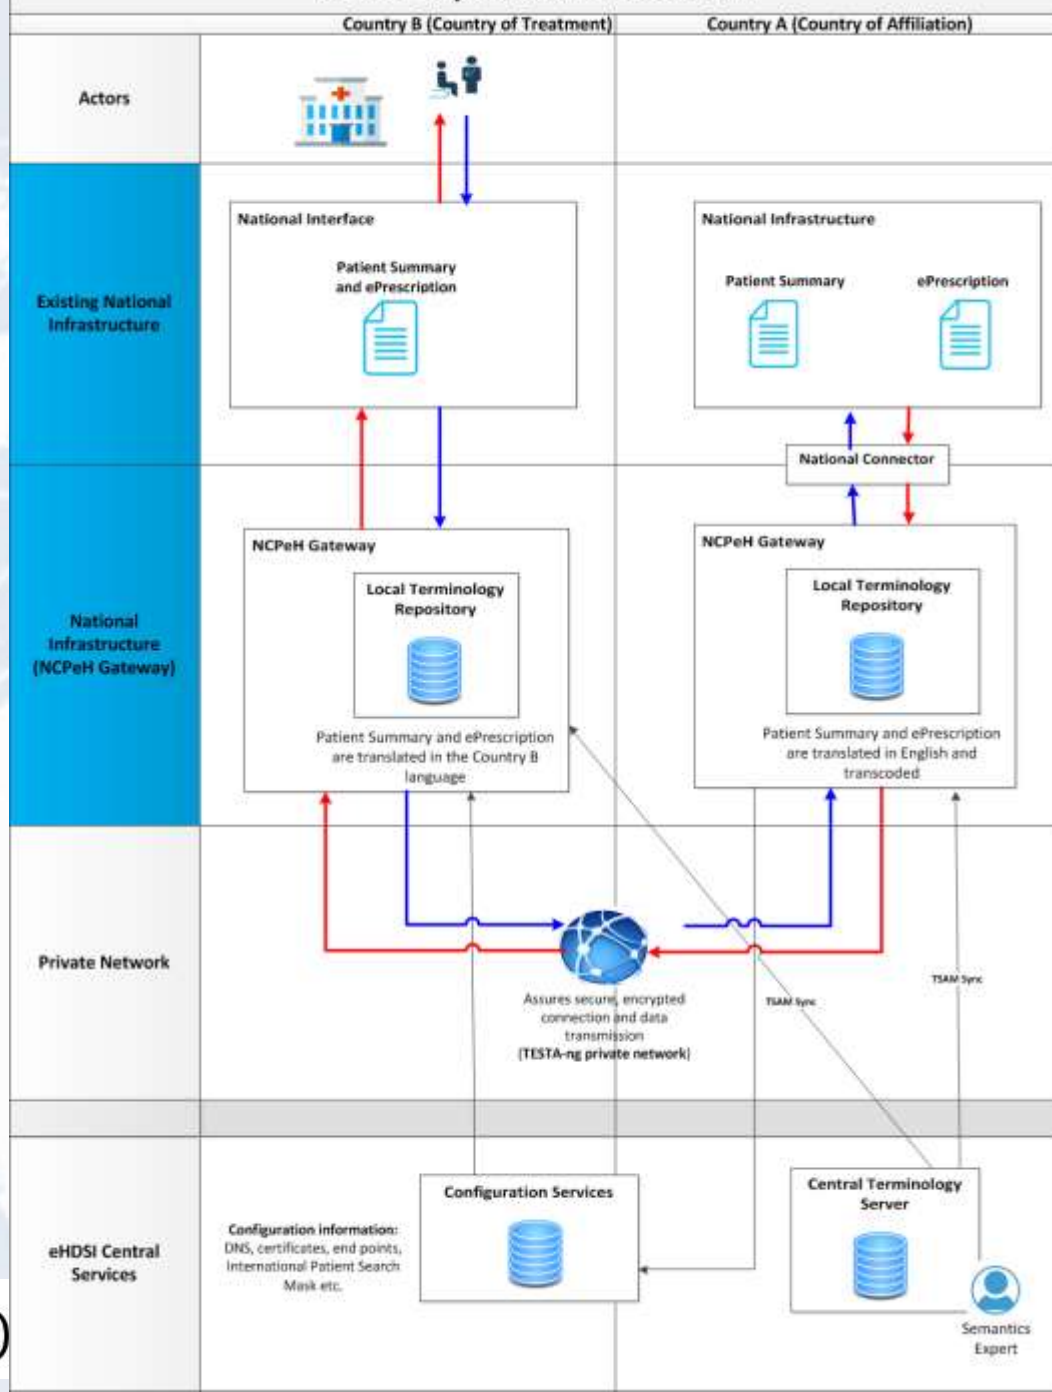 Country B (Country of Treatment)
Country A (Country of Affiliation)
Actors
Existing National
Infrastructure
National Interface
Patient Summary
and ePrescription
National Infrastructure
Patient Summary
ePrescription
National Connector
National
Infrastructure
(NCPeH Gateway)
NCPeH Gateway
Local Terminology
Repository
Patient Summary and ePrescription
are translated in the Country B
language
NCPeH Gateway
Local Terminology
Repository
Patient Summary and ePrescription
are translated in English and
transcoded
Private Network
Assures secure, encrypted
connection and data
transmission
(TESTA-ng private network)
TSAM Sync
TSAM Sync
eHDSI Central
Services
Configuration information:
DNS, certificates, end points,
International Patient Search
Mask etc.
Configuration Services
Central Terminology
Server
Semantics
Expert
)